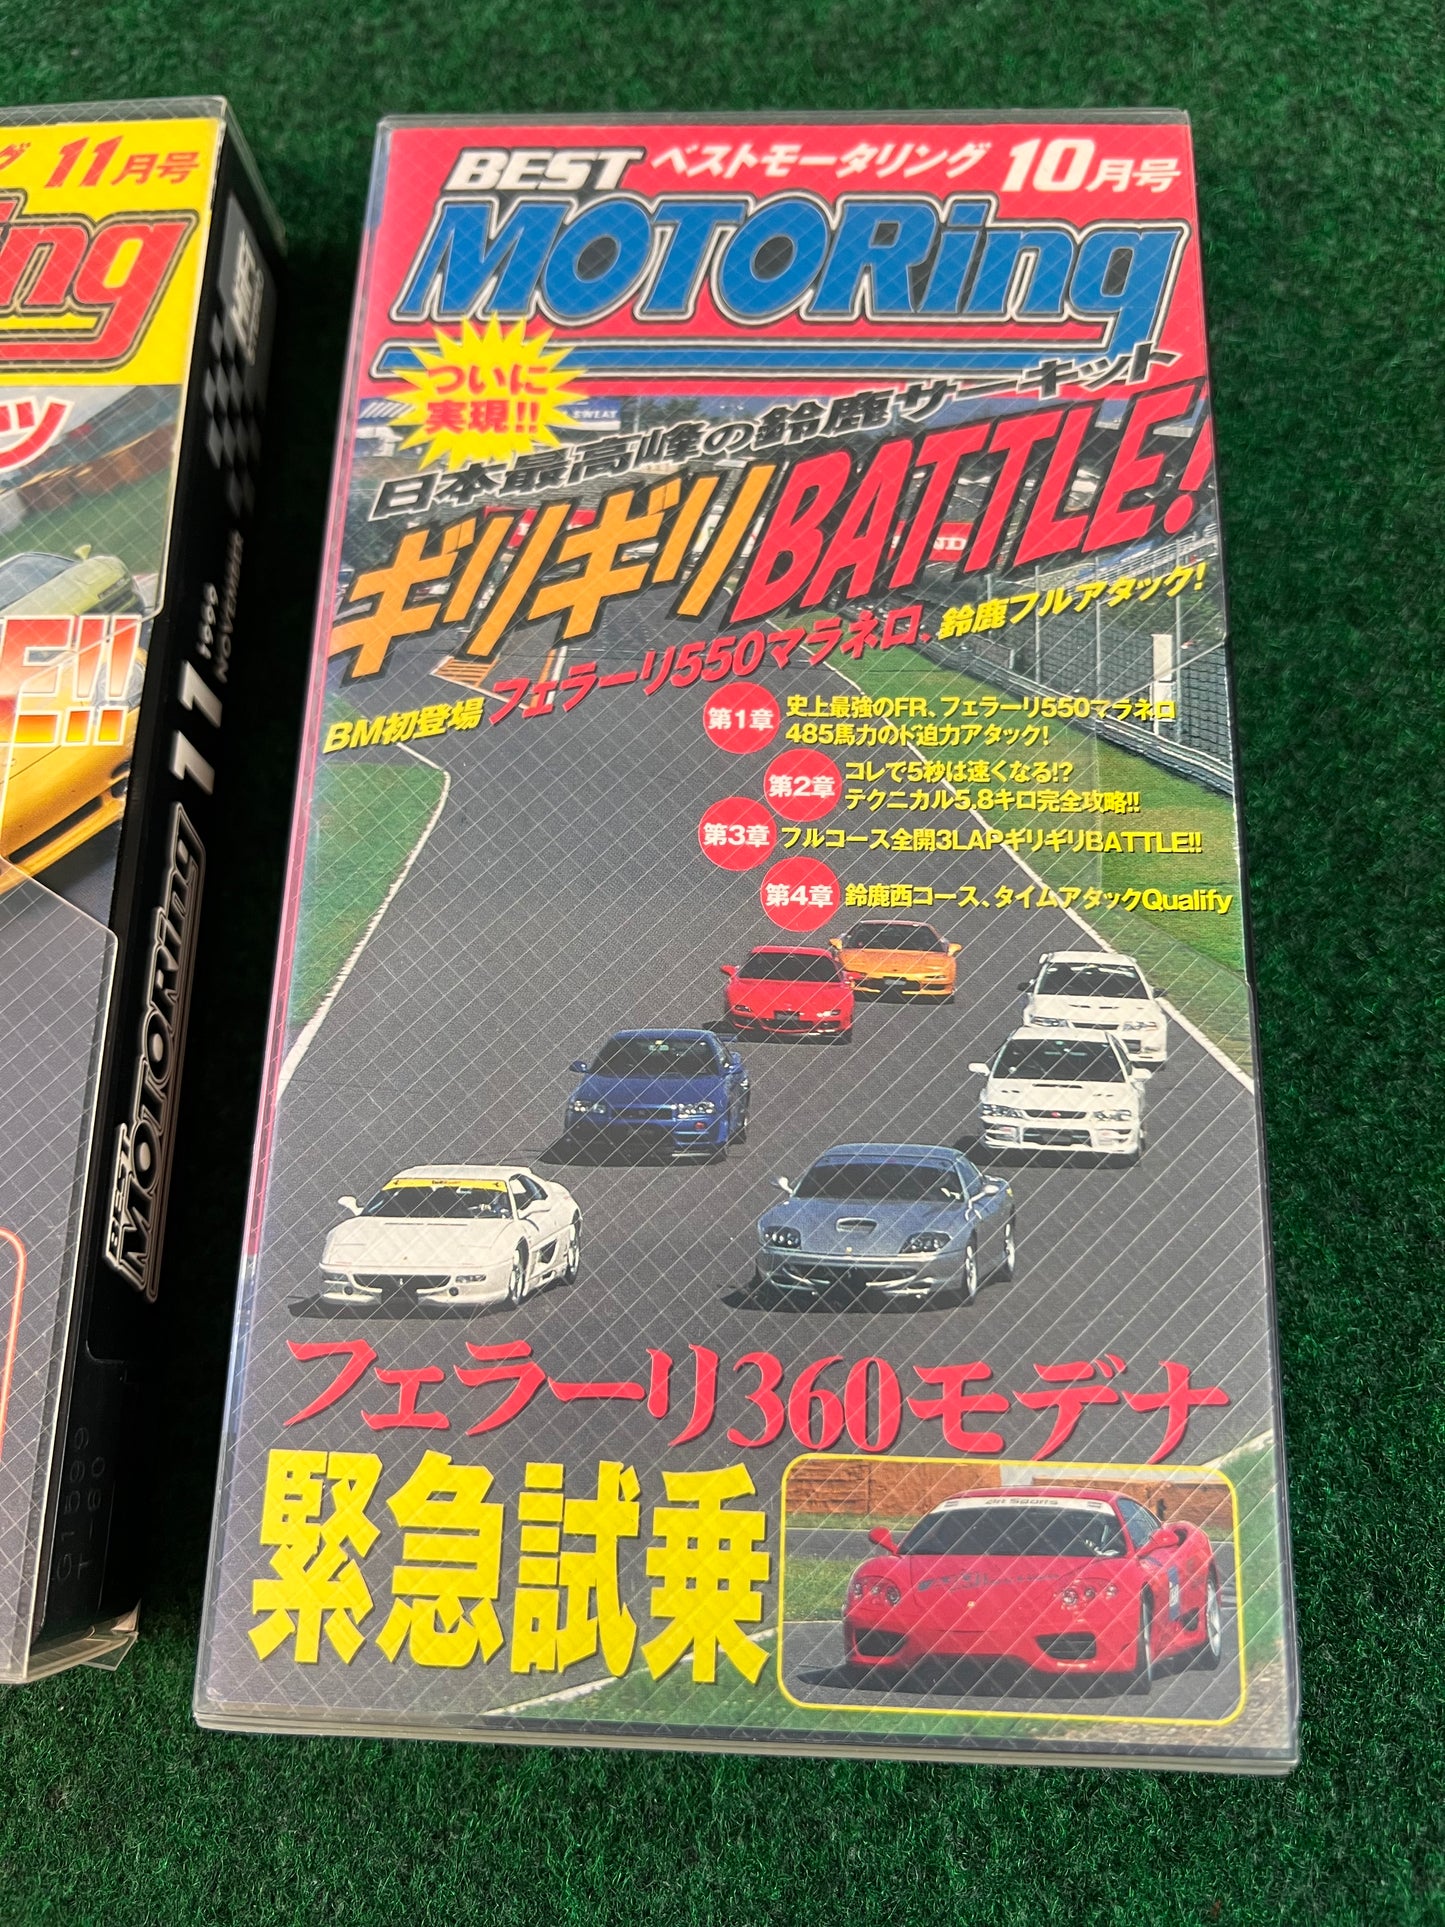 グ 11月号
ing
ツ
E!!
ー!!
BEST MOTORing 11 1999 NOVEMBER
BEST ベストモータリング 10月号
MOTORing
ついに
実現!!
日本最高峰の鈴鹿サーキット
ギリギリBATTLE!
BM初登場 フェラーリ550マラネロ、鈴鹿フルアタック!
第1章 史上最強のFR、フェラーリ550マラネロ
485馬力のド迫力アタック!
第2章 コレで5秒は速くなる!?
テクニカル5.8キロ完全攻略!!
第3章 フルコース全開3LAPギリギリBATTLE!!
第4章 鈴鹿西コース、タイムアタックQualify
フェラーリ360モデナ
緊急試乗